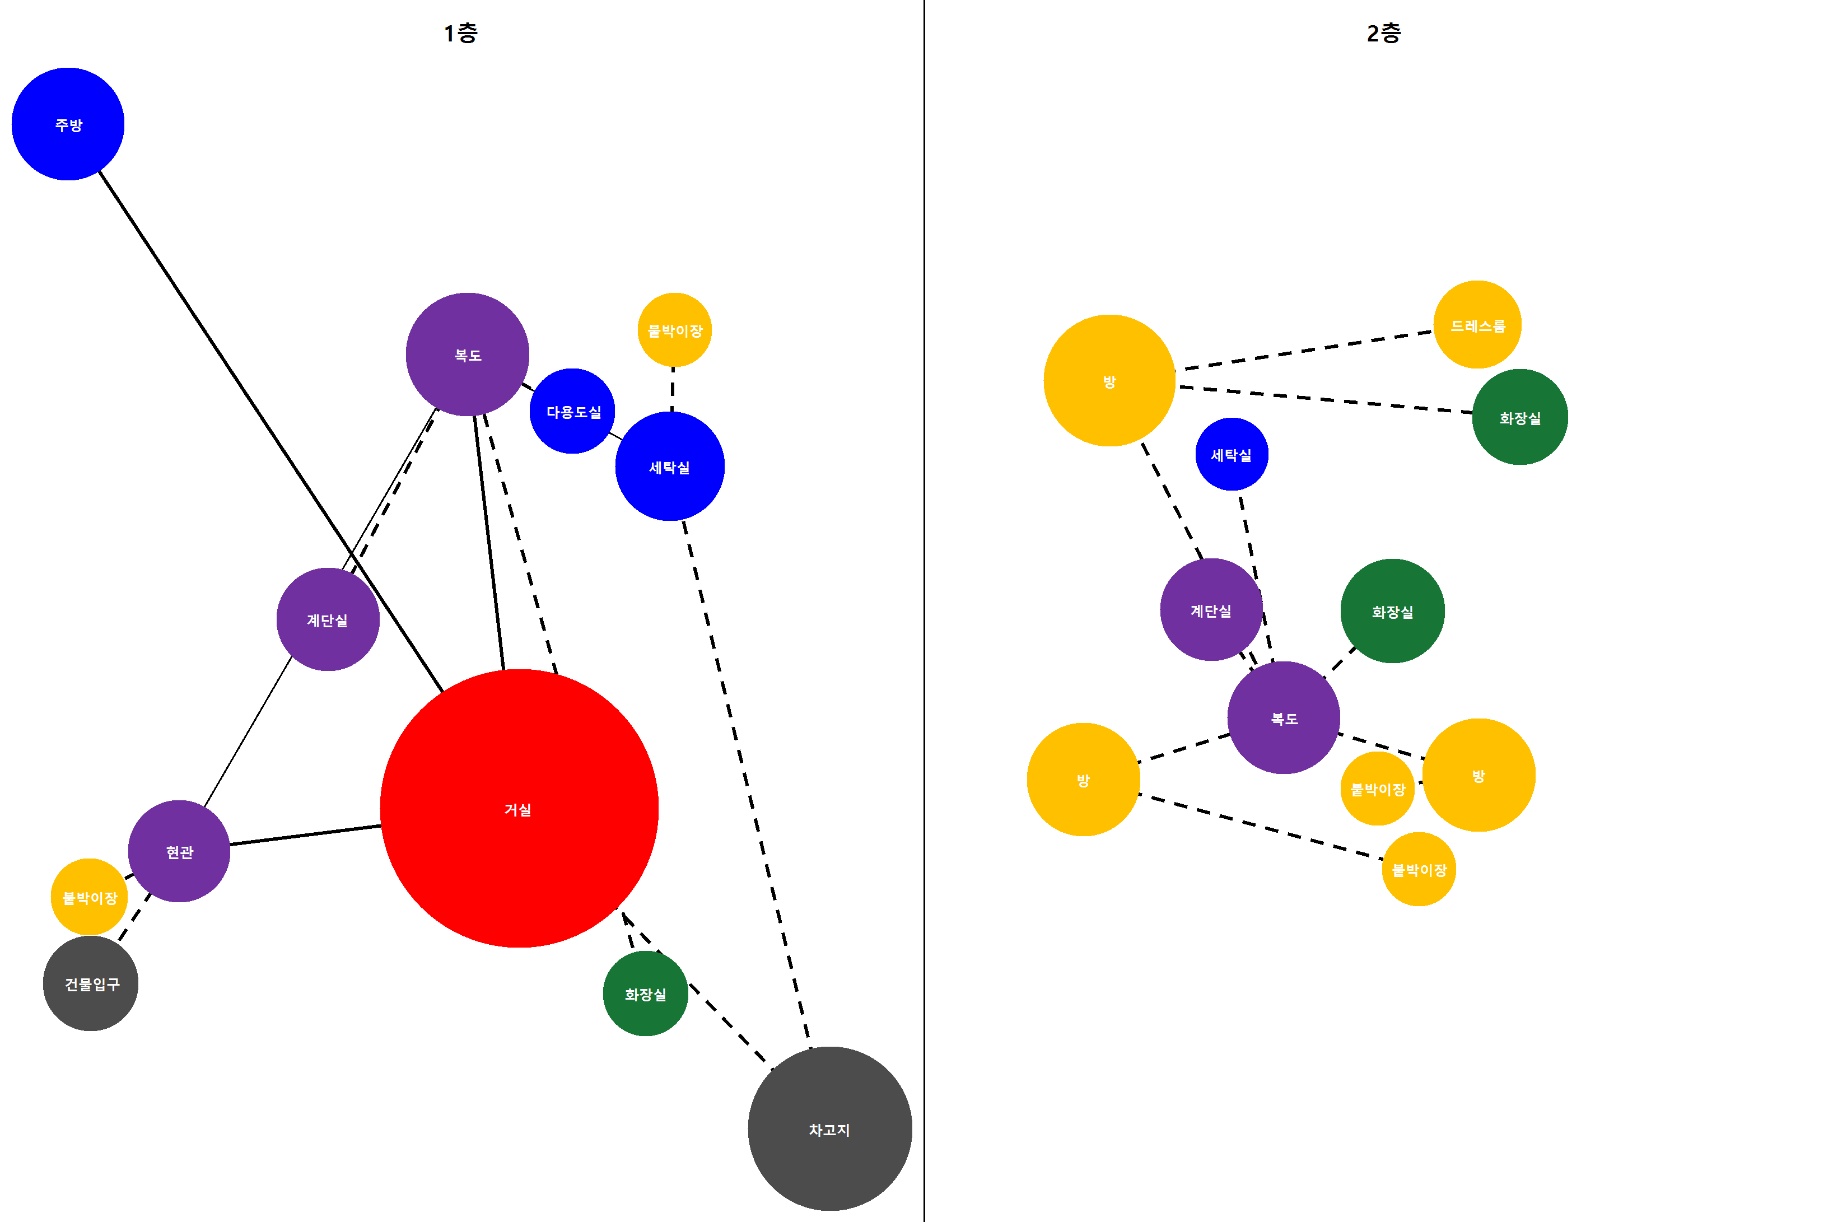 1층
주방
복도
붙박이장
다용도실
세탁실
계단실
거실
현관
붙박이장
건물입구
화장실
차고지
2층
드레스룸
방
화장실
세탁실
계단실
화장실
복도
방
방
붙박이장
붙박이장